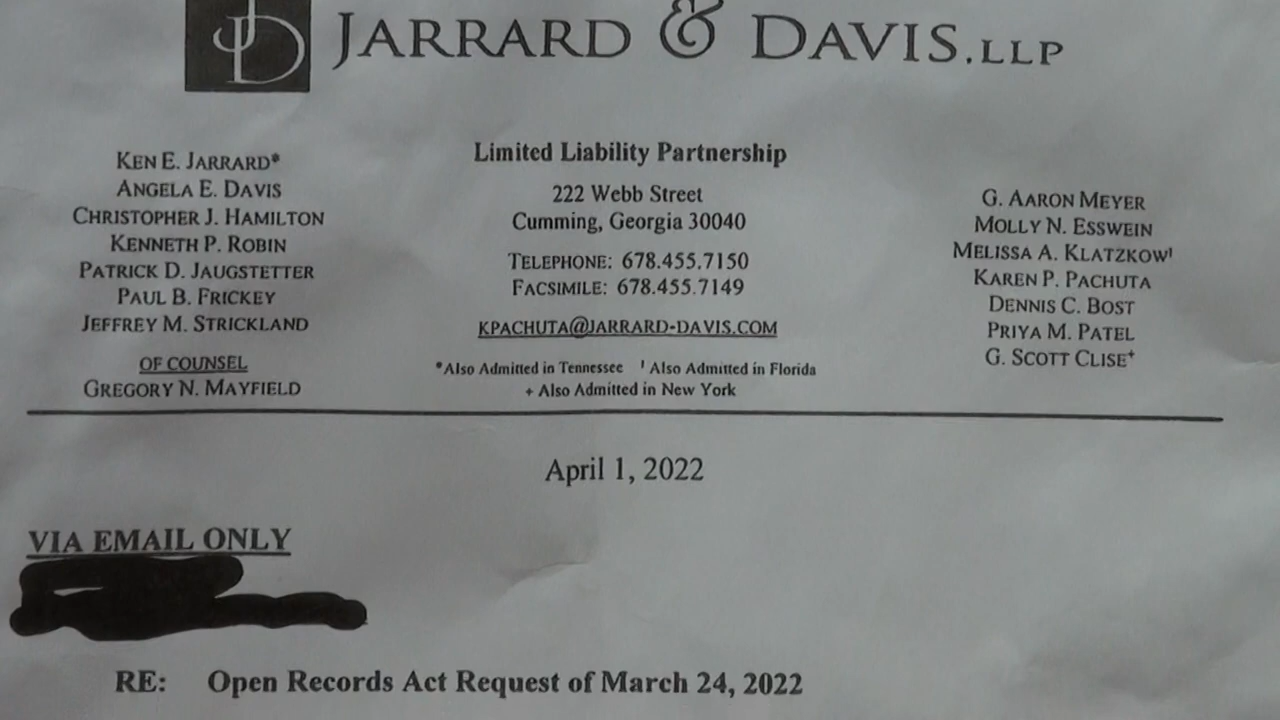 JD JARRARD & DAVIS, LLP
KEN E. JARRARD*
ANGELA E. DAVIS
CHRISTOPHER J. HAMILTON
KENNETH P. ROBIN
PATRICK D. JAUGSTETTER
PAUL B. FRICKEY
JEFFREY M. STRICKLAND
OF COUNSEL
GREGORY N. MAYFIELD
Limited Liability Partnership
222 Webb Street
Cumming, Georgia 30040
TELEPHONE: 678.455.7150
FACSIMILE: 678.455.7149
KPACHUTA@JARRARD-DAVIS.COM
*Also Admitted in Tennessee ¹ Also Admitted in Florida
+ Also Admitted in New York
G. AARON MEYER
MOLLY N. ESSWEIN
MELISSA A. KLATZKOW¹
KAREN P. PACHUTA
DENNIS C. BOST
PRIYA M. PATEL
G. SCOTT CLISE⁺
April 1, 2022
VIA EMAIL ONLY
RE: Open Records Act Request of March 24, 2022